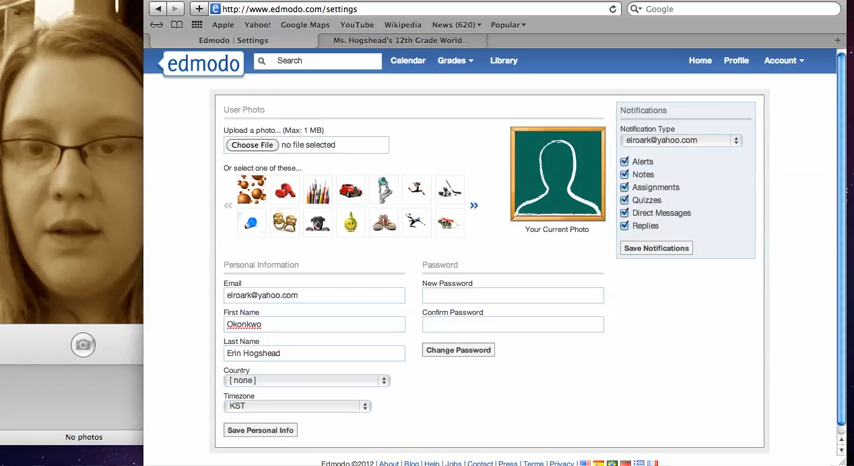 http://www.edmodo.com/settings
Google
Apple Yahoo! Google Maps YouTube Wikipedia News (620) Popular
Edmodo | Settings
Ms. Hogshead's 12th Grade World...
edmodo
Search
Calendar Grades Library
Home Profile Account
User Photo
Upload a photo... (Max: 1 MB)
Choose File no file selected
Or select one of these...
Your Current Photo
Notifications
Notification Type
elroark@yahoo.com
Alerts
Notes
Assignments
Quizzes
Direct Messages
Replies
Save Notifications
Personal Information
Email
elroark@yahoo.com
First Name
Okonkwo
Last Name
Erin Hogshead
Country
[ none ]
Timezone
KST
Save Personal Info
Password
New Password
Confirm Password
Change Password
No photos
Edmodo ©2012 | About | Blog | Help | Jobs | Contact | Press | Terms | Privacy |